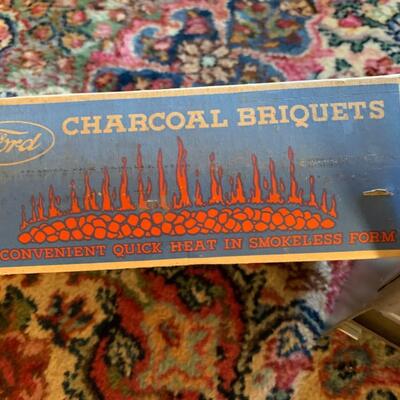 Ford
CHARCOAL BRIQUETS
CONVENIENT QUICK HEAT IN SMOKELESS FORM